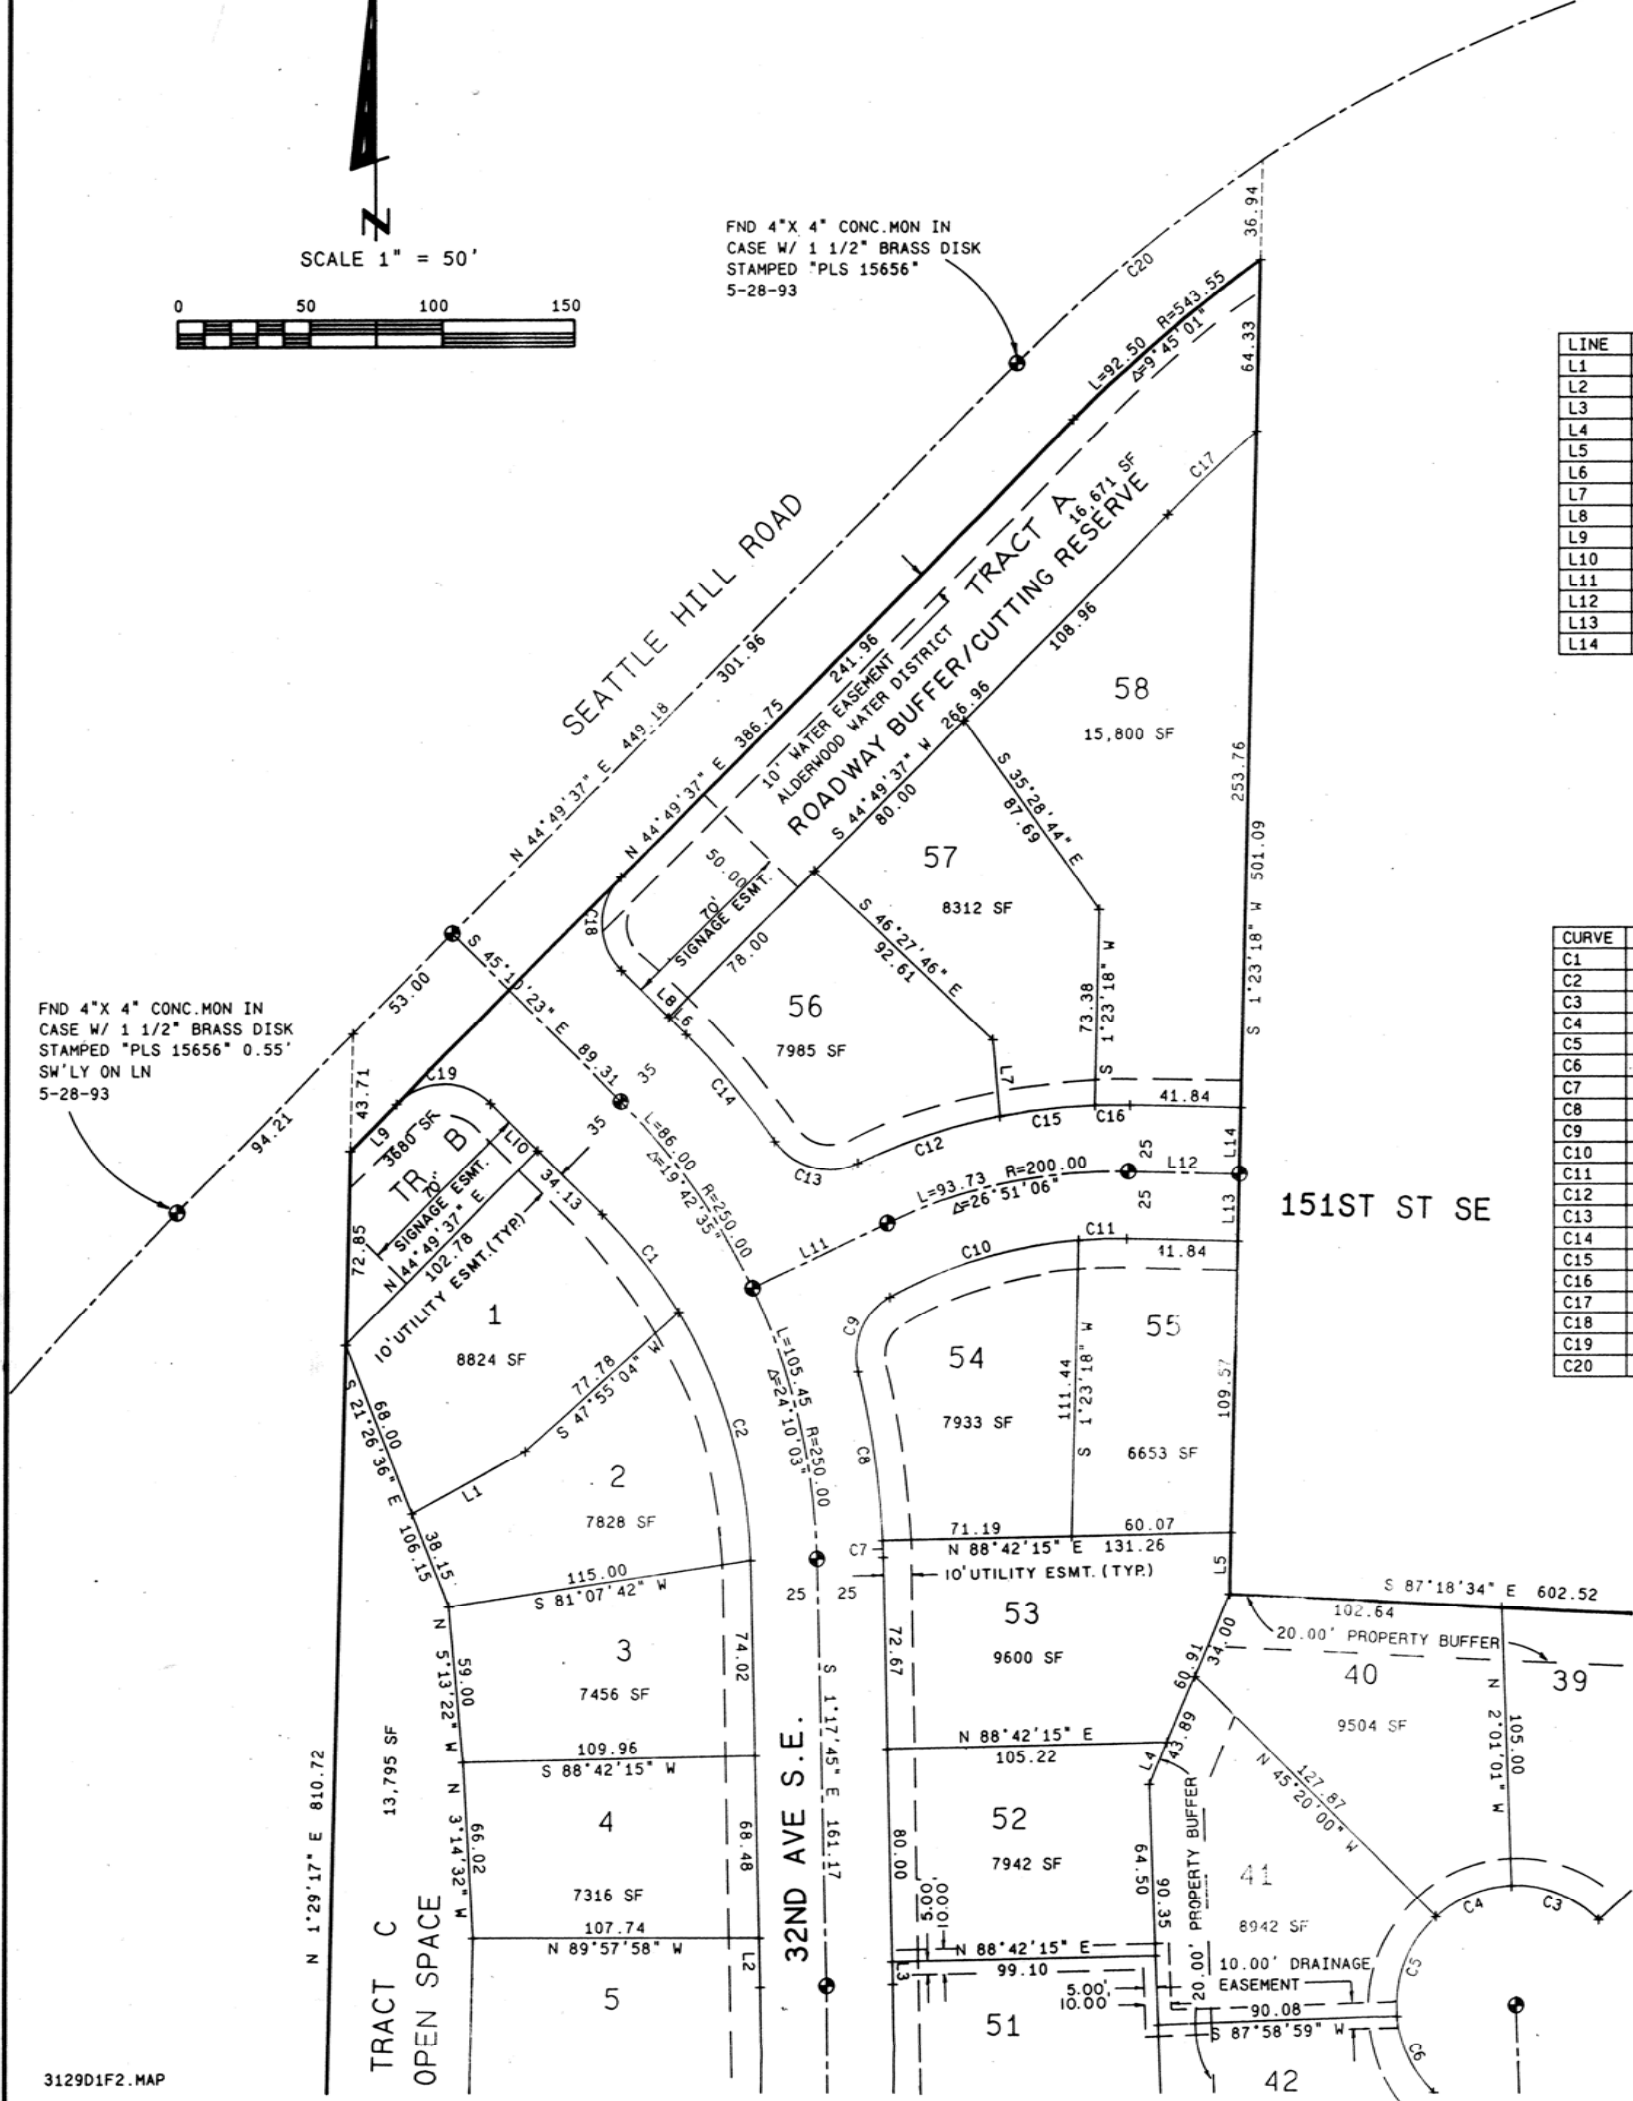 N
SCALE 1" = 50'
0 50 100 150
FND 4"X 4" CONC.MON IN
CASE W/ 1 1/2" BRASS DISK
STAMPED "PLS 15656"
5-28-93
C20
36.94
L=92.50 R=543.55
Δ=9°45'01"
64.33
LINE
L1
L2
L3
L4
L5
L6
L7
L8
L9
L10
L11
L12
L13
L14
SEATTLE HILL ROAD
N 44°49'37" E 449.18
301.96
N 44°49'37" E 386.75
241.96
10' WATER EASEMENT
ALDERWOOD WATER DISTRICT
TRACT A
16,671 SF
ROADWAY BUFFER/CUTTING RESERVE
C17
108.96
S 44°49'37" W 266.96
80.00
58
15,800 SF
253.76
S 1°23'18" W 501.09
S 35°28'44" E
87.69
57
8312 SF
S 46°27'46" E
92.61
73.38
S 1°23'18" W
50.00
70'
SIGNAGE ESMT.
78.00
C18
L8
L6
56
7985 SF
L7
C14
C13
C12
C15
C16
41.84
FND 4"X 4" CONC.MON IN
CASE W/ 1 1/2" BRASS DISK
STAMPED "PLS 15656" 0.55'
SW'LY ON LN
5-28-93
94.21
53.00
43.71
S 45°10'23" E
89.31
35
35
C19
L9
3680 SF
TR B
70'
SIGNAGE ESMT.
L10
34.13
72.85
N 44°49'37" E
102.78
10'UTILITY ESMT.(TYP.)
L=86.00 R=250.00
Δ=19°42'35"
L11
L=93.73 R=200.00
Δ=26°51'06"
25
25
L12
L14
L13
151ST ST SE
CURVE
C1
C2
C3
C4
C5
C6
C7
C8
C9
C10
C11
C12
C13
C14
C15
C16
C17
C18
C19
C20
1
8824 SF
C1
S 21°26'36" E 106.15
68.00
38.15
77.78
S 47°55'04" W
L1
2
7828 SF
C2
115.00
S 81°07'42" W
L=105.45 R=250.00
Δ=24°10'03"
C9
C10
C11
41.84
54
7933 SF
C8
111.44
S 1°23'18" W
55
6653 SF
109.57
71.19
60.07
N 88°42'15" E 131.26
C7
10'UTILITY ESMT.(TYP.)
25 25
L5
S 87°18'34" E 602.52
102.64
20.00' PROPERTY BUFFER
3
7456 SF
N 5°13'22" W
59.00
74.02
109.96
S 88°42'15" W
53
9600 SF
72.67
60.91
34.00
43.89
L4
40
9504 SF
39
N 2°01'01" W
105.00
127.87
N 45°20'00" W
N 88°42'15" E
105.22
S 1°17'45" E 161.17
32ND AVE S.E.
4
7316 SF
N 3°14'32" W
66.02
68.48
107.74
N 89°57'58" W
52
7942 SF
80.00
64.50
90.35
20.00' PROPERTY BUFFER
41
8942 SF
C4
C3
C5
C6
5.00'
10.00'
N 88°42'15" E
99.10
5.00'
10.00
10.00' DRAINAGE
EASEMENT
90.08
S 87°58'59" W
L2
L3
5
51
42
N 1°29'17" E 810.72
TRACT C
13,795 SF
OPEN SPACE
3129D1F2.MAP